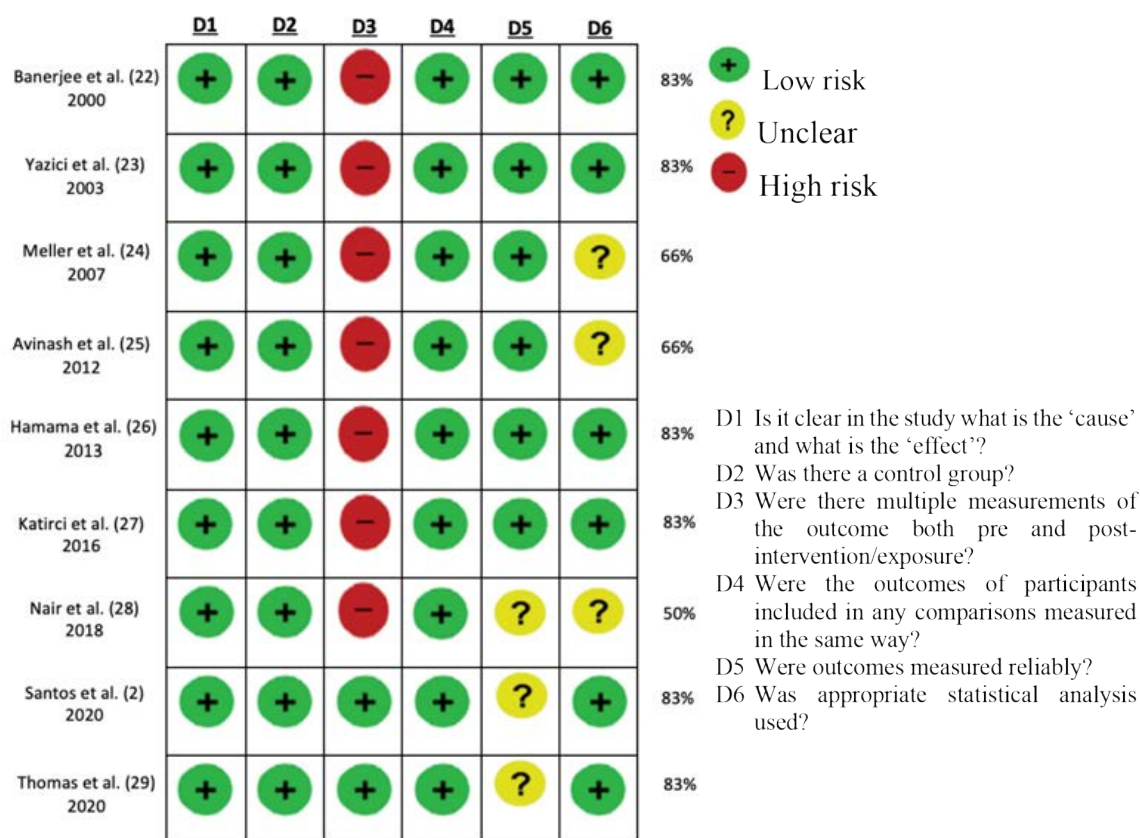 D1 D2 D3 D4 D5 D6
Banerjee et al. (22)
2000
+ + − + + +
83%
Yazici et al. (23)
2003
+ + − + + +
83%
Meller et al. (24)
2007
+ + − + + ?
66%
Avinash et al. (25)
2012
+ + − + + ?
66%
Hamama et al. (26)
2013
+ + − + + +
83%
Katirci et al. (27)
2016
+ + − + + +
83%
Nair et al. (28)
2018
+ + − + ? ?
50%
Santos et al. (2)
2020
+ + + + ? +
83%
Thomas et al. (29)
2020
+ + + + ? +
83%
+ Low risk
? Unclear
− High risk
D1 Is it clear in the study what is the ‘cause’
and what is the ‘effect’?
D2 Was there a control group?
D3 Were there multiple measurements of
the outcome both pre and post-
intervention/exposure?
D4 Were the outcomes of participants
included in any comparisons measured
in the same way?
D5 Were outcomes measured reliably?
D6 Was appropriate statistical analysis
used?